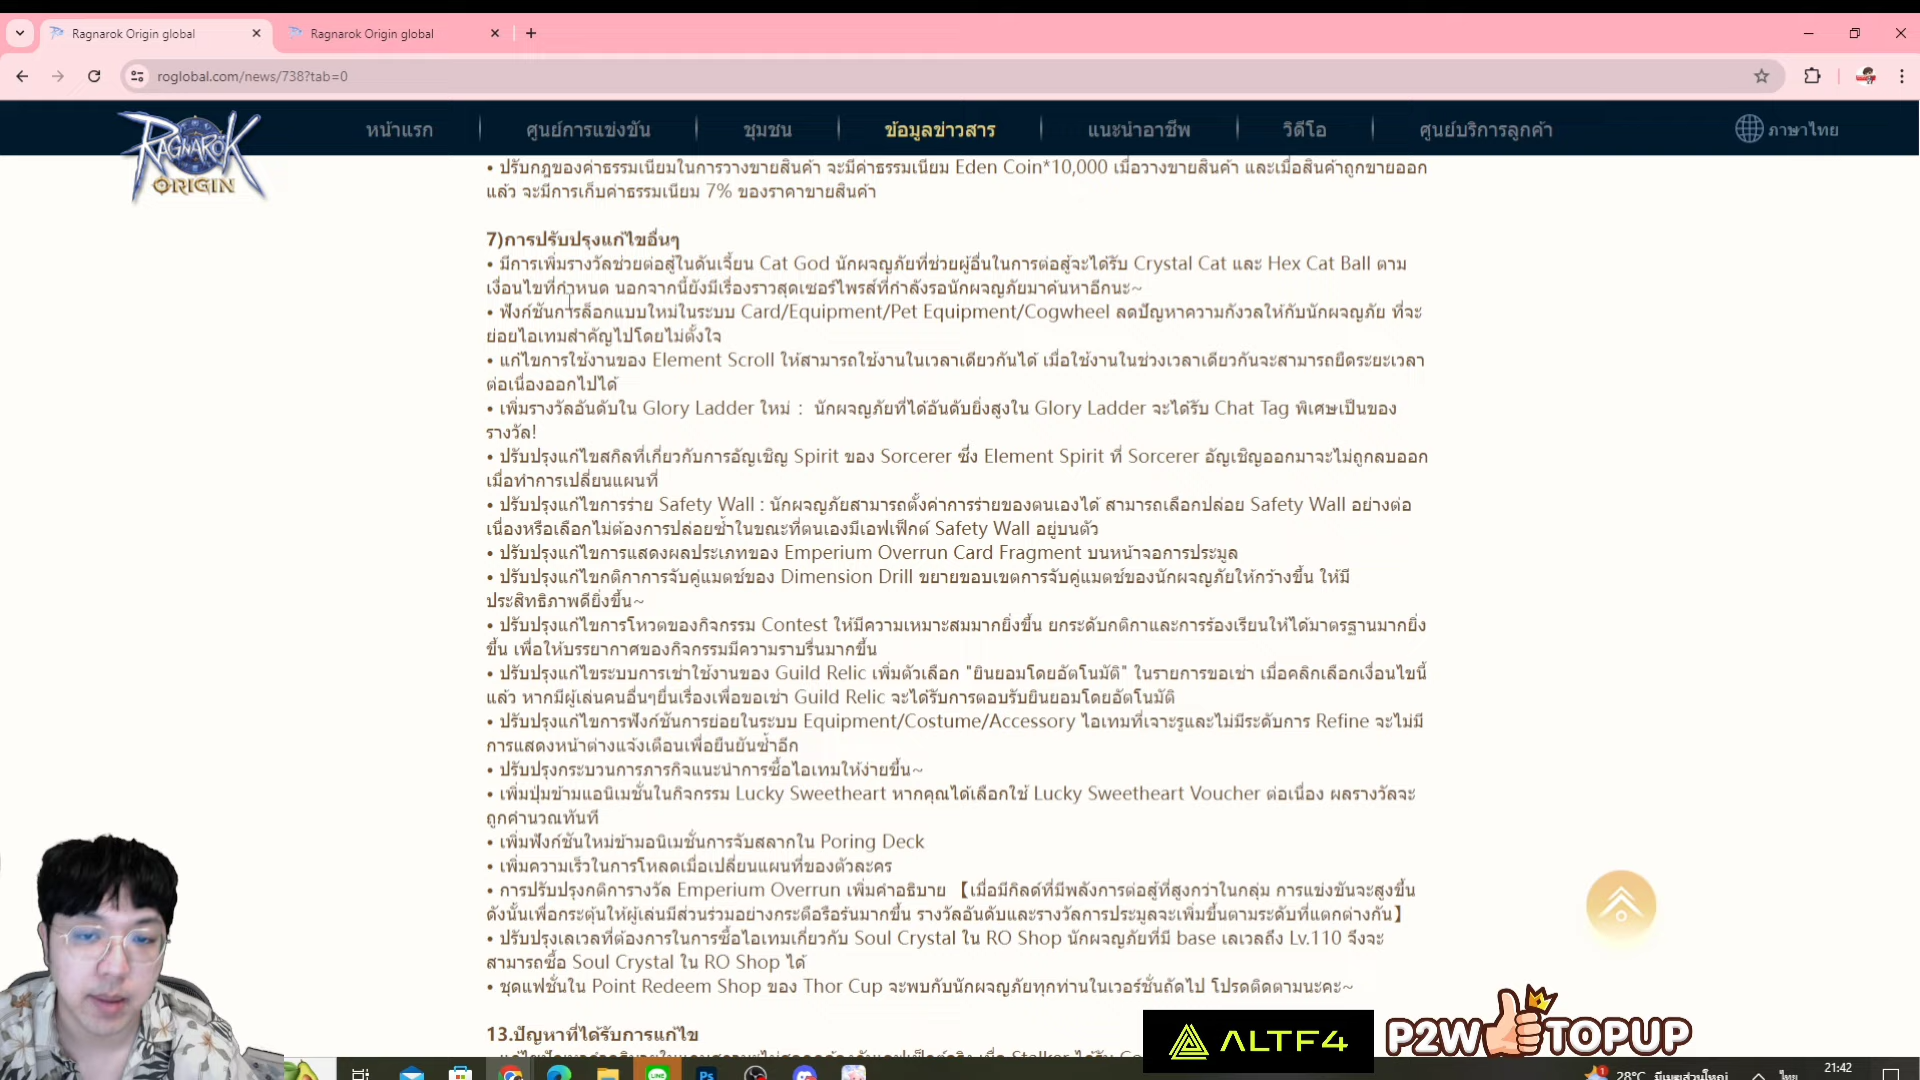 Ragnarok Origin global
Ragnarok Origin global
roglobal.com/news/738?tab=0
RAGNAROK
ORIGIN
หน้าแรก
ศูนย์การแข่งขัน
ชุมชน
ข้อมูลข่าวสาร
แนะนำอาชีพ
วิดีโอ
ศูนย์บริการลูกค้า
ภาษาไทย
• ปรับกฎของค่าธรรมเนียมในการวางขายสินค้า จะมีค่าธรรมเนียม Eden Coin*10,000 เมื่อวางขายสินค้า และเมื่อสินค้าถูกขายออก
แล้ว จะมีการเก็บค่าธรรมเนียม 7% ของราคาขายสินค้า
7)การปรับปรุงแก้ไขอื่นๆ
• มีการเพิ่มรางวัลช่วยต่อสู้ในดันเจี้ยน Cat God นักผจญภัยที่ช่วยผู้อื่นในการต่อสู้จะได้รับ Crystal Cat และ Hex Cat Ball ตาม
เงื่อนไขที่กำหนด นอกจากนี้ยังมีเรื่องราวสุดเซอร์ไพรส์ที่กำลังรอนักผจญภัยมาค้นหาอีกนะ~
• ฟังก์ชันการล็อกแบบใหม่ในระบบ Card/Equipment/Pet Equipment/Cogwheel ลดปัญหาความกังวลให้กับนักผจญภัย ที่จะ
ย่อยไอเทมสำคัญไปโดยไม่ตั้งใจ
• แก้ไขการใช้งานของ Element Scroll ให้สามารถใช้งานในเวลาเดียวกันได้ เมื่อใช้งานในช่วงเวลาเดียวกันจะสามารถยืดระยะเวลา
ต่อเนื่องออกไปได้
• เพิ่มรางวัลอันดับใน Glory Ladder ใหม่ : นักผจญภัยที่ได้อันดับยิ่งสูงใน Glory Ladder จะได้รับ Chat Tag พิเศษเป็นของ
รางวัล!
• ปรับปรุงแก้ไขสกิลที่เกี่ยวกับการอัญเชิญ Spirit ของ Sorcerer ซึ่ง Element Spirit ที่ Sorcerer อัญเชิญออกมาจะไม่ถูกลบออก
เมื่อทำการเปลี่ยนแผนที่
• ปรับปรุงแก้ไขการร่าย Safety Wall : นักผจญภัยสามารถตั้งค่าการร่ายของตนเองได้ สามารถเลือกปล่อย Safety Wall อย่างต่อ
เนื่องหรือเลือกไม่ต้องการปล่อยซ้ำในขณะที่ตนเองมีเอฟเฟ็กต์ Safety Wall อยู่บนตัว
• ปรับปรุงแก้ไขการแสดงผลประเภทของ Emperium Overrun Card Fragment บนหน้าจอการประมูล
• ปรับปรุงแก้ไขกติกาการจับคู่แมตช์ของ Dimension Drill ขยายขอบเขตการจับคู่แมตช์ของนักผจญภัยให้กว้างขึ้น ให้มี
ประสิทธิภาพดียิ่งขึ้น~
• ปรับปรุงแก้ไขการโหวตของกิจกรรม Contest ให้มีความเหมาะสมมากยิ่งขึ้น ยกระดับกติกาและการร้องเรียนให้ได้มาตรฐานมากยิ่ง
ขึ้น เพื่อให้บรรยากาศของกิจกรรมมีความราบรื่นมากขึ้น
• ปรับปรุงแก้ไขระบบการเช่าใช้งานของ Guild Relic เพิ่มตัวเลือก "ยินยอมโดยอัตโนมัติ" ในรายการขอเช่า เมื่อคลิกเลือกเงื่อนไขนี้
แล้ว หากมีผู้เล่นคนอื่นๆยื่นเรื่องเพื่อขอเช่า Guild Relic จะได้รับการตอบรับยินยอมโดยอัตโนมัติ
• ปรับปรุงแก้ไขการฟังก์ชันการย่อยในระบบ Equipment/Costume/Accessory ไอเทมที่เจาะรูและไม่มีระดับการ Refine จะไม่มี
การแสดงหน้าต่างแจ้งเตือนเพื่อยืนยันซ้ำอีก
• ปรับปรุงกระบวนการภารกิจแนะนำการซื้อไอเทมให้ง่ายขึ้น~
• เพิ่มปุ่มข้ามแอนิเมชั่นในกิจกรรม Lucky Sweetheart หากคุณได้เลือกใช้ Lucky Sweetheart Voucher ต่อเนื่อง ผลรางวัลจะ
ถูกคำนวณทันที
• เพิ่มฟังก์ชันใหม่ข้ามอนิเมชั่นการจับสลากใน Poring Deck
• เพิ่มความเร็วในการโหลดเมื่อเปลี่ยนแผนที่ของตัวละคร
• การปรับปรุงกติการางวัล Emperium Overrun เพิ่มคำอธิบาย 【เมื่อมีกิลด์ที่มีพลังการต่อสู้ที่สูงกว่าในกลุ่ม การแข่งขันจะสูงขึ้น
ดังนั้นเพื่อกระตุ้นให้ผู้เล่นมีส่วนร่วมอย่างกระตือรือร้นมากขึ้น รางวัลอันดับและรางวัลการประมูลจะเพิ่มขึ้นตามระดับที่แตกต่างกัน】
• ปรับปรุงเลเวลที่ต้องการในการซื้อไอเทมเกี่ยวกับ Soul Crystal ใน RO Shop นักผจญภัยที่มี base เลเวลถึง Lv.110 จึงจะ
สามารถซื้อ Soul Crystal ใน RO Shop ได้
• ชุดแฟชั่นใน Point Redeem Shop ของ Thor Cup จะพบกับนักผจญภัยทุกท่านในเวอร์ชั่นถัดไป โปรดติดตามนะคะ~
13.ปัญหาที่ได้รับการแก้ไข
ALTF4
P2W TOPUP
28°C มีเมฆส่วนใหญ่
ไทย
21:42